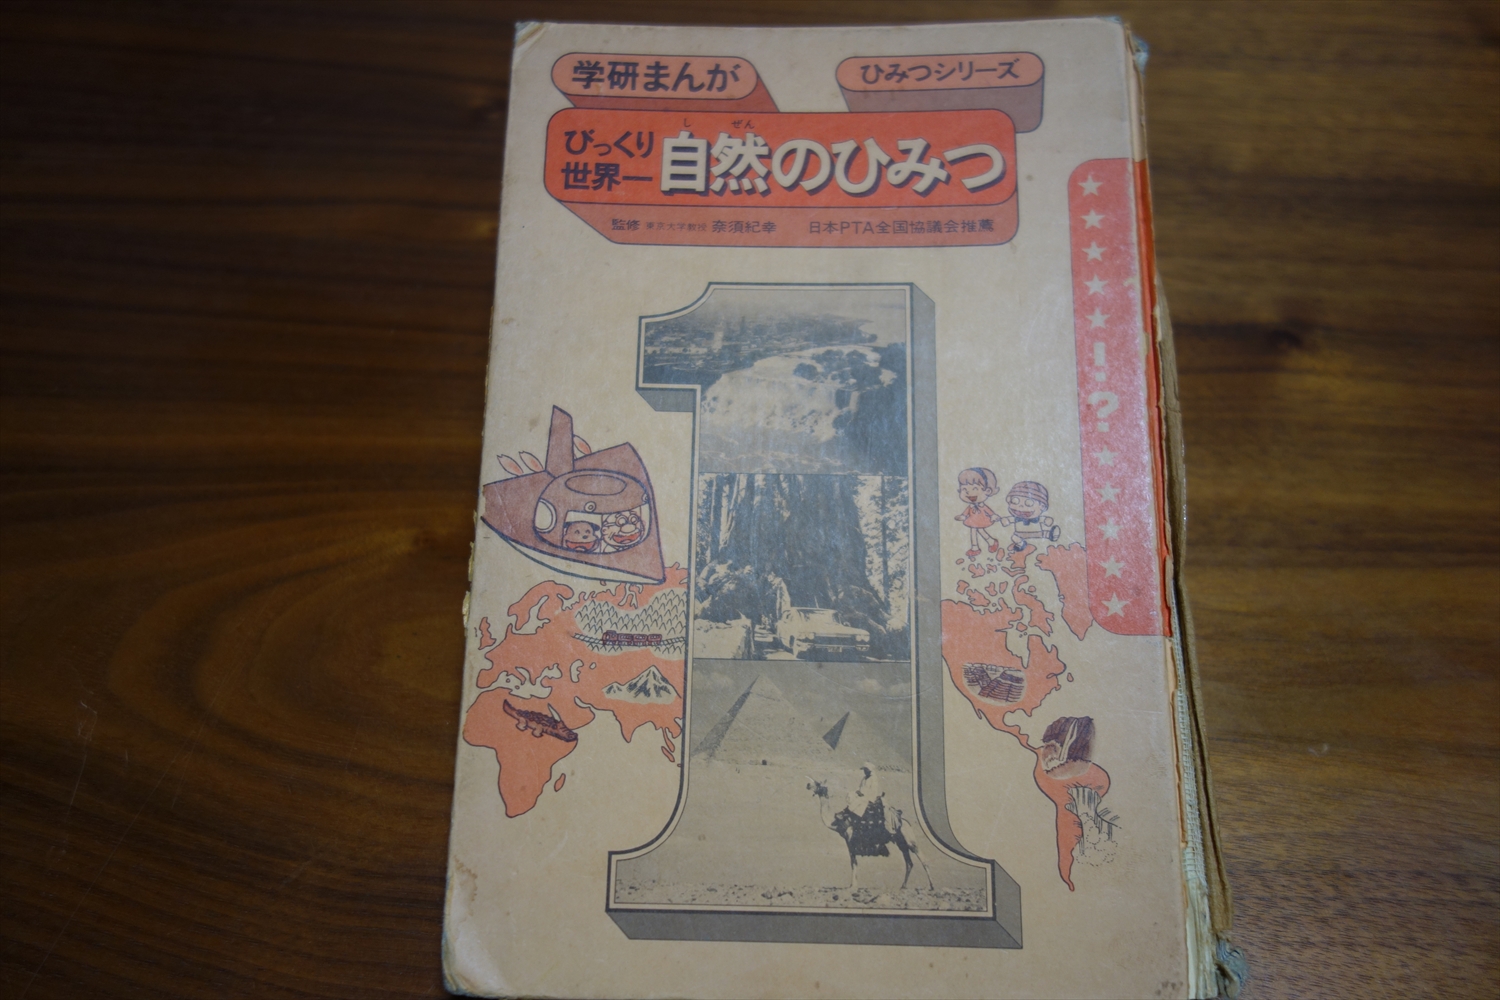 学研まんが
ひみつシリーズ
びっくり世界一
自然のひみつ
し ぜん
監修 東京大学教授 奈須紀幸 日本PTA全国協議会推薦
★★★★★!?★★★★★